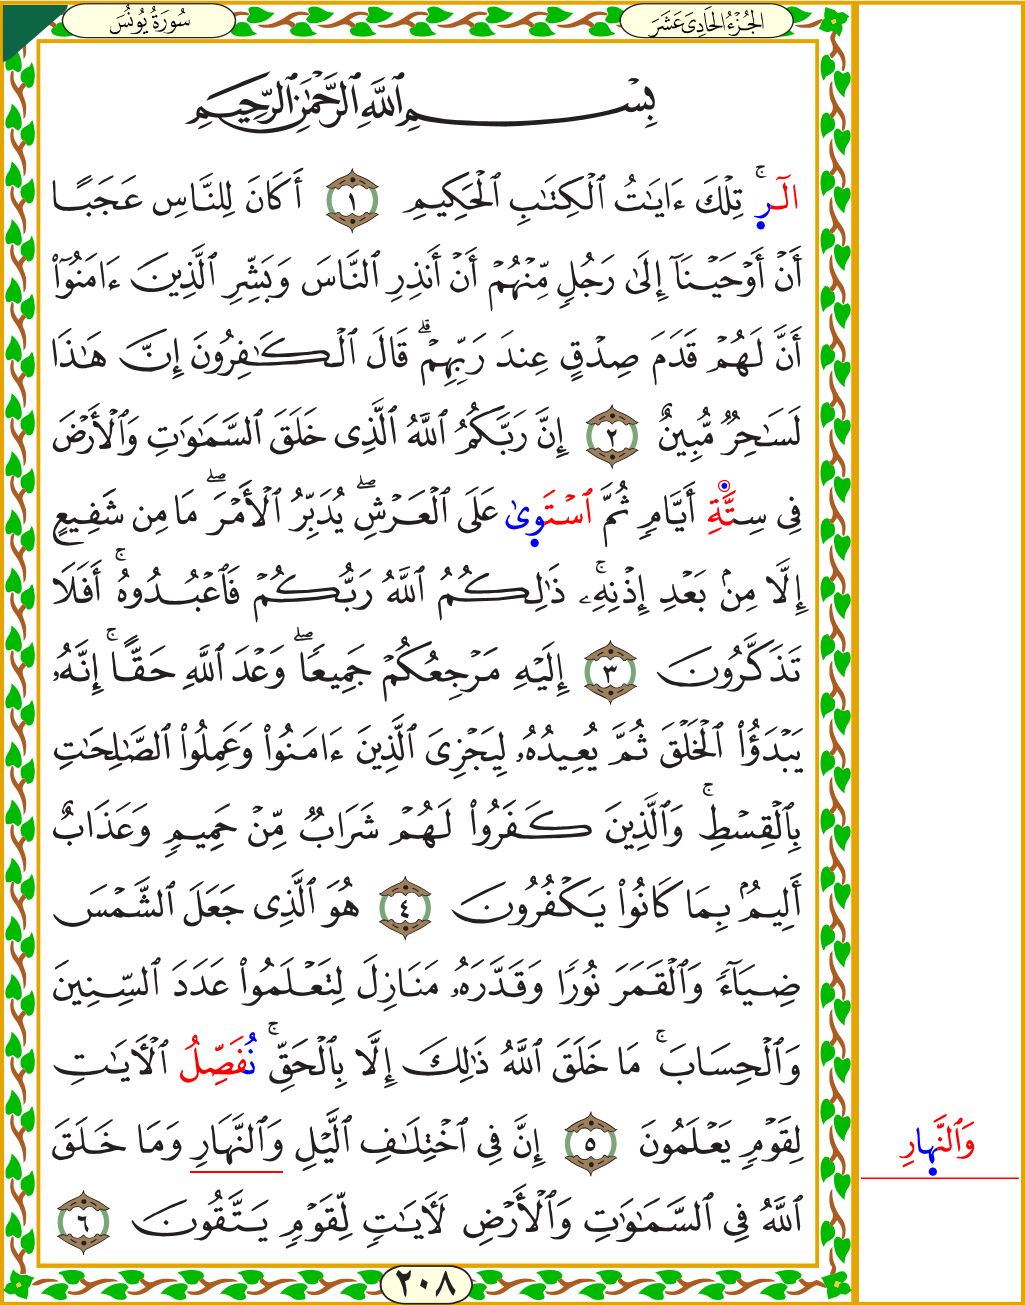 سُورَةُ يُونُسَ
الجُزْءُ الحَادِىَ عَشَرَ
بِسْمِ ٱللَّهِ ٱلرَّحْمَٰنِ ٱلرَّحِيمِ
الٓرۚ تِلْكَ ءَايَٰتُ ٱلْكِتَٰبِ ٱلْحَكِيمِ ١ أَكَانَ لِلنَّاسِ عَجَبًا
أَنْ أَوْحَيْنَآ إِلَىٰ رَجُلٍ مِّنْهُمْ أَنْ أَنذِرِ ٱلنَّاسَ وَبَشِّرِ ٱلَّذِينَ ءَامَنُوٓاْ
أَنَّ لَهُمْ قَدَمَ صِدْقٍ عِندَ رَبِّهِمْۗ قَالَ ٱلْكَٰفِرُونَ إِنَّ هَٰذَا
لَسَٰحِرٌ مُّبِينٌ ٢ إِنَّ رَبَّكُمُ ٱللَّهُ ٱلَّذِى خَلَقَ ٱلسَّمَٰوَٰتِ وَٱلْأَرْضَ
فِى سِتَّةِ أَيَّامٍ ثُمَّ ٱسْتَوِىٰ عَلَى ٱلْعَرْشِۖ يُدَبِّرُ ٱلْأَمْرَۖ مَا مِن شَفِيعٍ
إِلَّا مِنۢ بَعْدِ إِذْنِهِۦۚ ذَٰلِكُمُ ٱللَّهُ رَبُّكُمْ فَٱعْبُدُوهُۚ أَفَلَا
تَذَكَّرُونَ ٣ إِلَيْهِ مَرْجِعُكُمْ جَمِيعًاۖ وَعْدَ ٱللَّهِ حَقًّاۚ إِنَّهُۥ
يَبْدَؤُاْ ٱلْخَلْقَ ثُمَّ يُعِيدُهُۥ لِيَجْزِىَ ٱلَّذِينَ ءَامَنُواْ وَعَمِلُواْ ٱلصَّٰلِحَٰتِ
بِٱلْقِسْطِۚ وَٱلَّذِينَ كَفَرُواْ لَهُمْ شَرَابٌ مِّنْ حَمِيمٍ وَعَذَابٌ
أَلِيمٌۢ بِمَا كَانُواْ يَكْفُرُونَ ٤ هُوَ ٱلَّذِى جَعَلَ ٱلشَّمْسَ
ضِيَآءً وَٱلْقَمَرَ نُورًا وَقَدَّرَهُۥ مَنَازِلَ لِتَعْلَمُواْ عَدَدَ ٱلسِّنِينَ
وَٱلْحِسَابَۚ مَا خَلَقَ ٱللَّهُ ذَٰلِكَ إِلَّا بِٱلْحَقِّۚ نُفَصِّلُ ٱلْأٓيَٰتِ
لِقَوْمٍ يَعْلَمُونَ ٥ إِنَّ فِى ٱخْتِلَٰفِ ٱلَّيْلِ وَٱلنَّهَارِ وَمَا خَلَقَ
وَٱلنَّهِارِ
ٱللَّهُ فِى ٱلسَّمَٰوَٰتِ وَٱلْأَرْضِ لَأٓيَٰتٍ لِّقَوْمٍ يَتَّقُونَ ٦
٢٠٨